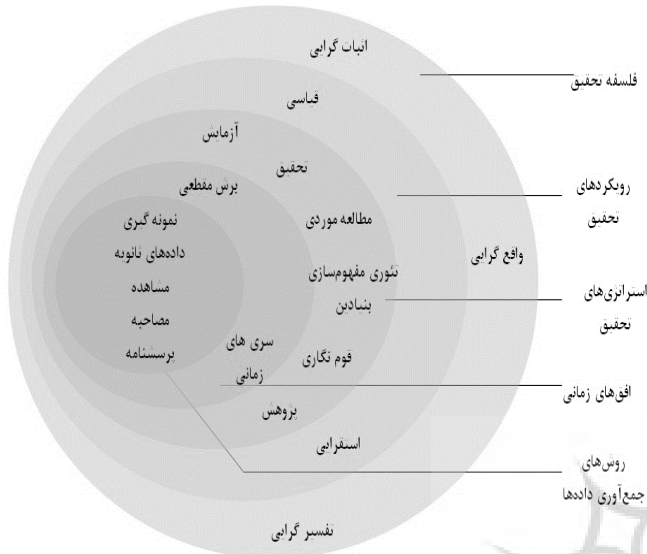 اثبات گرایی
فلسفه تحقیق
قیاسی
آزمایش
تحقیق
برش مقطعی
رویکردهای
تحقیق
نمونه گیری
مطالعه موردی
داده‌های ثانویه
واقع گرایی
تئوری مفهوم‌سازی
بنیادین
مشاهده
استراتژی‌های
تحقیق
مصاحبه
سری های
زمانی
پرسشنامه
قوم نگاری
افق‌های زمانی
پژوهش
استقرایی
روش‌های
جمع‌آوری داده‌ها
تفسیر گرایی